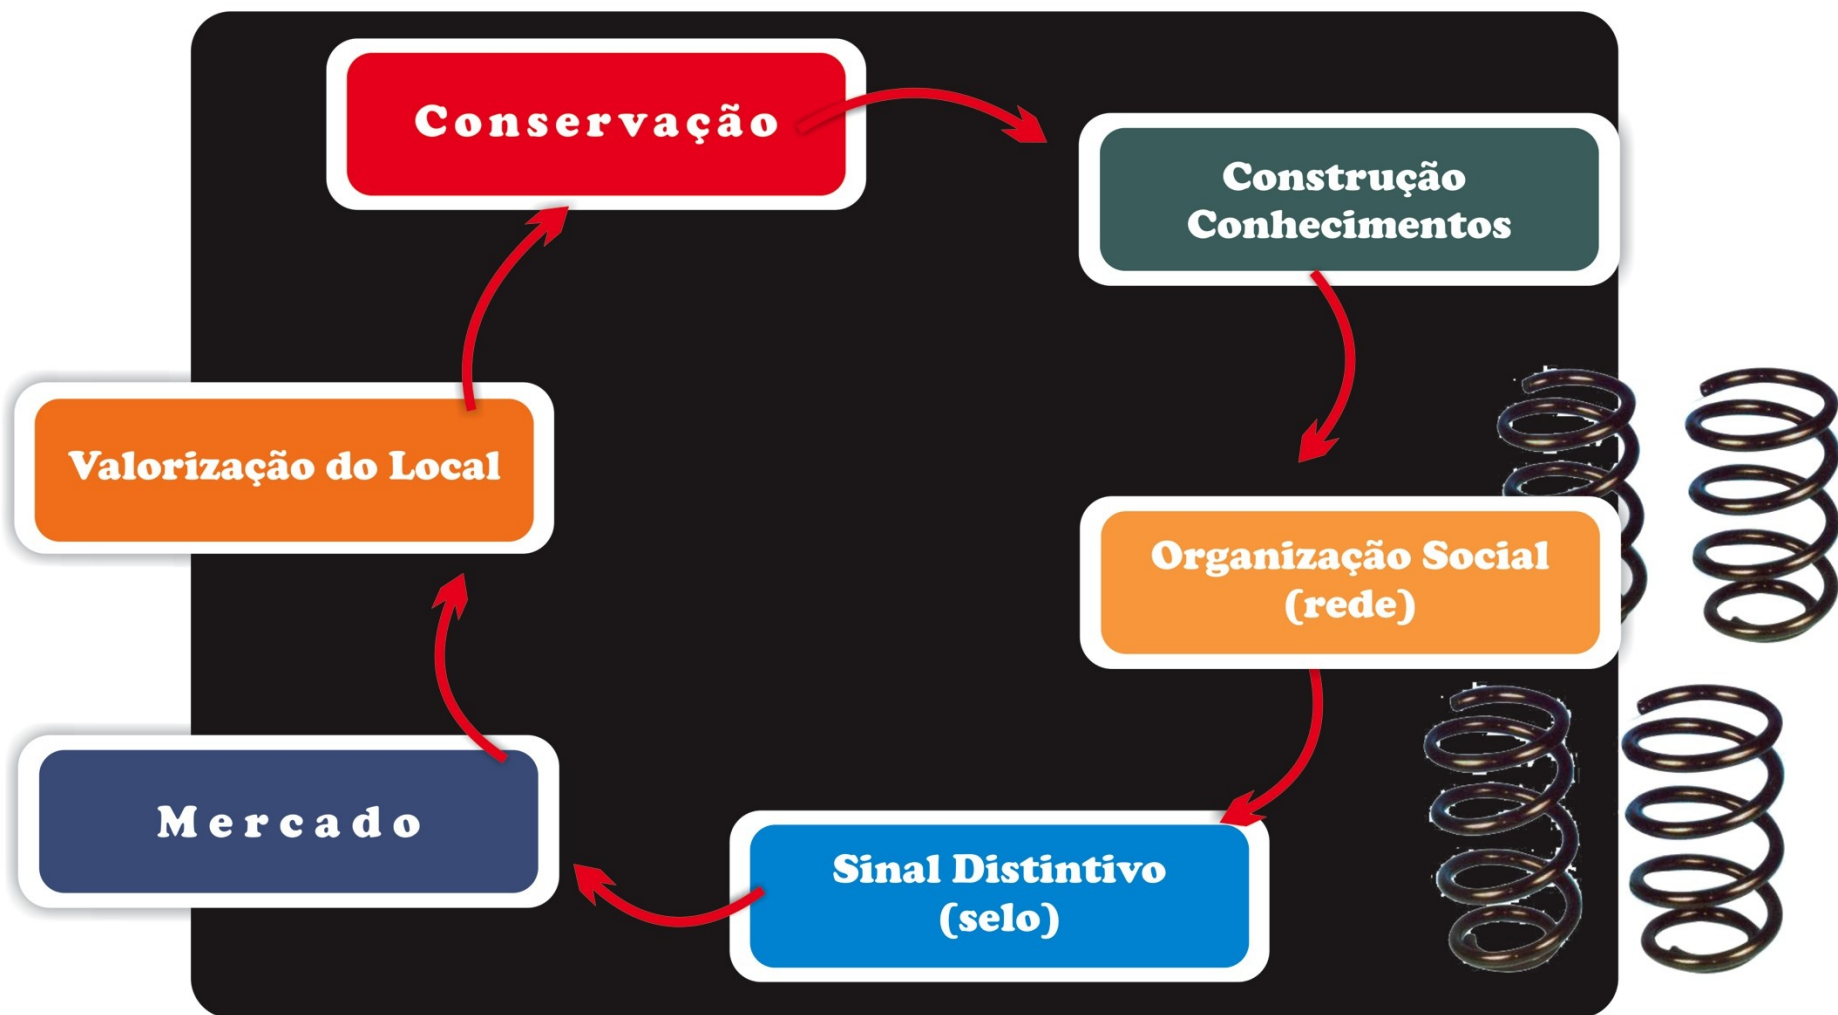 Conservação
Construção
Conhecimentos
Valorização do Local
Organização Social
(rede)
Mercado
Sinal Distintivo
(selo)